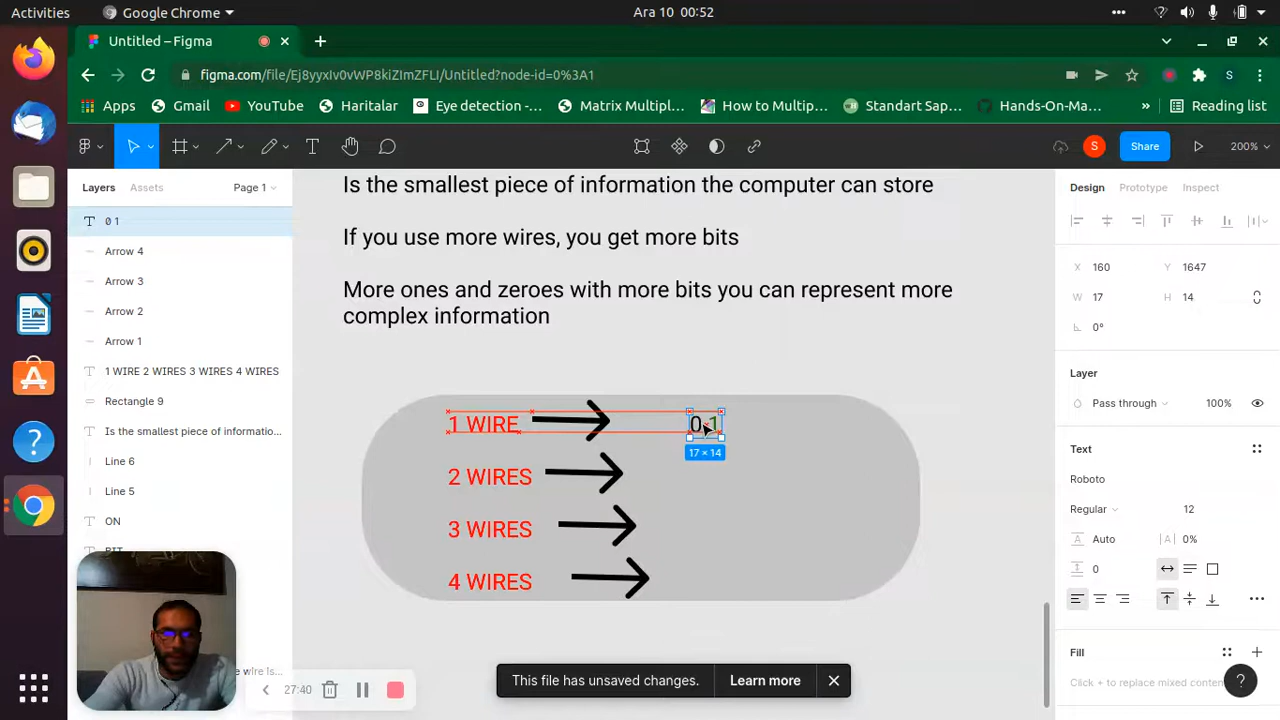 Activities
Google Chrome
Ara 10 00:52
Untitled – Figma
figma.com/file/Ej8yyxIv0vWP8kiZImZFLI/Untitled?node-id=0%3A1
Apps
Gmail
YouTube
Haritalar
Eye detection -...
Matrix Multipl...
How to Multip...
Standart Sap...
Hands-On-Ma...
»
Reading list
S
S
Share
200%
Layers
Assets
Page 1
0 1
Arrow 4
Arrow 3
Arrow 2
Arrow 1
1 WIRE 2 WIRES 3 WIRES 4 WIRES
Rectangle 9
Is the smallest piece of informatio...
Line 6
Line 5
ON
Is the smallest piece of information the computer can store
If you use more wires, you get more bits
More ones and zeroes with more bits you can represent more
complex information
1 WIRE
0 1
17 × 14
2 WIRES
3 WIRES
4 WIRES
27:40
This file has unsaved changes.
Learn more
Design
Prototype
Inspect
X 160
Y 1647
W 17
H 14
0°
Layer
Pass through
100%
Text
Roboto
Regular
12
Auto
|A| 0%
0
Fill
Click + to replace mixed conten
?